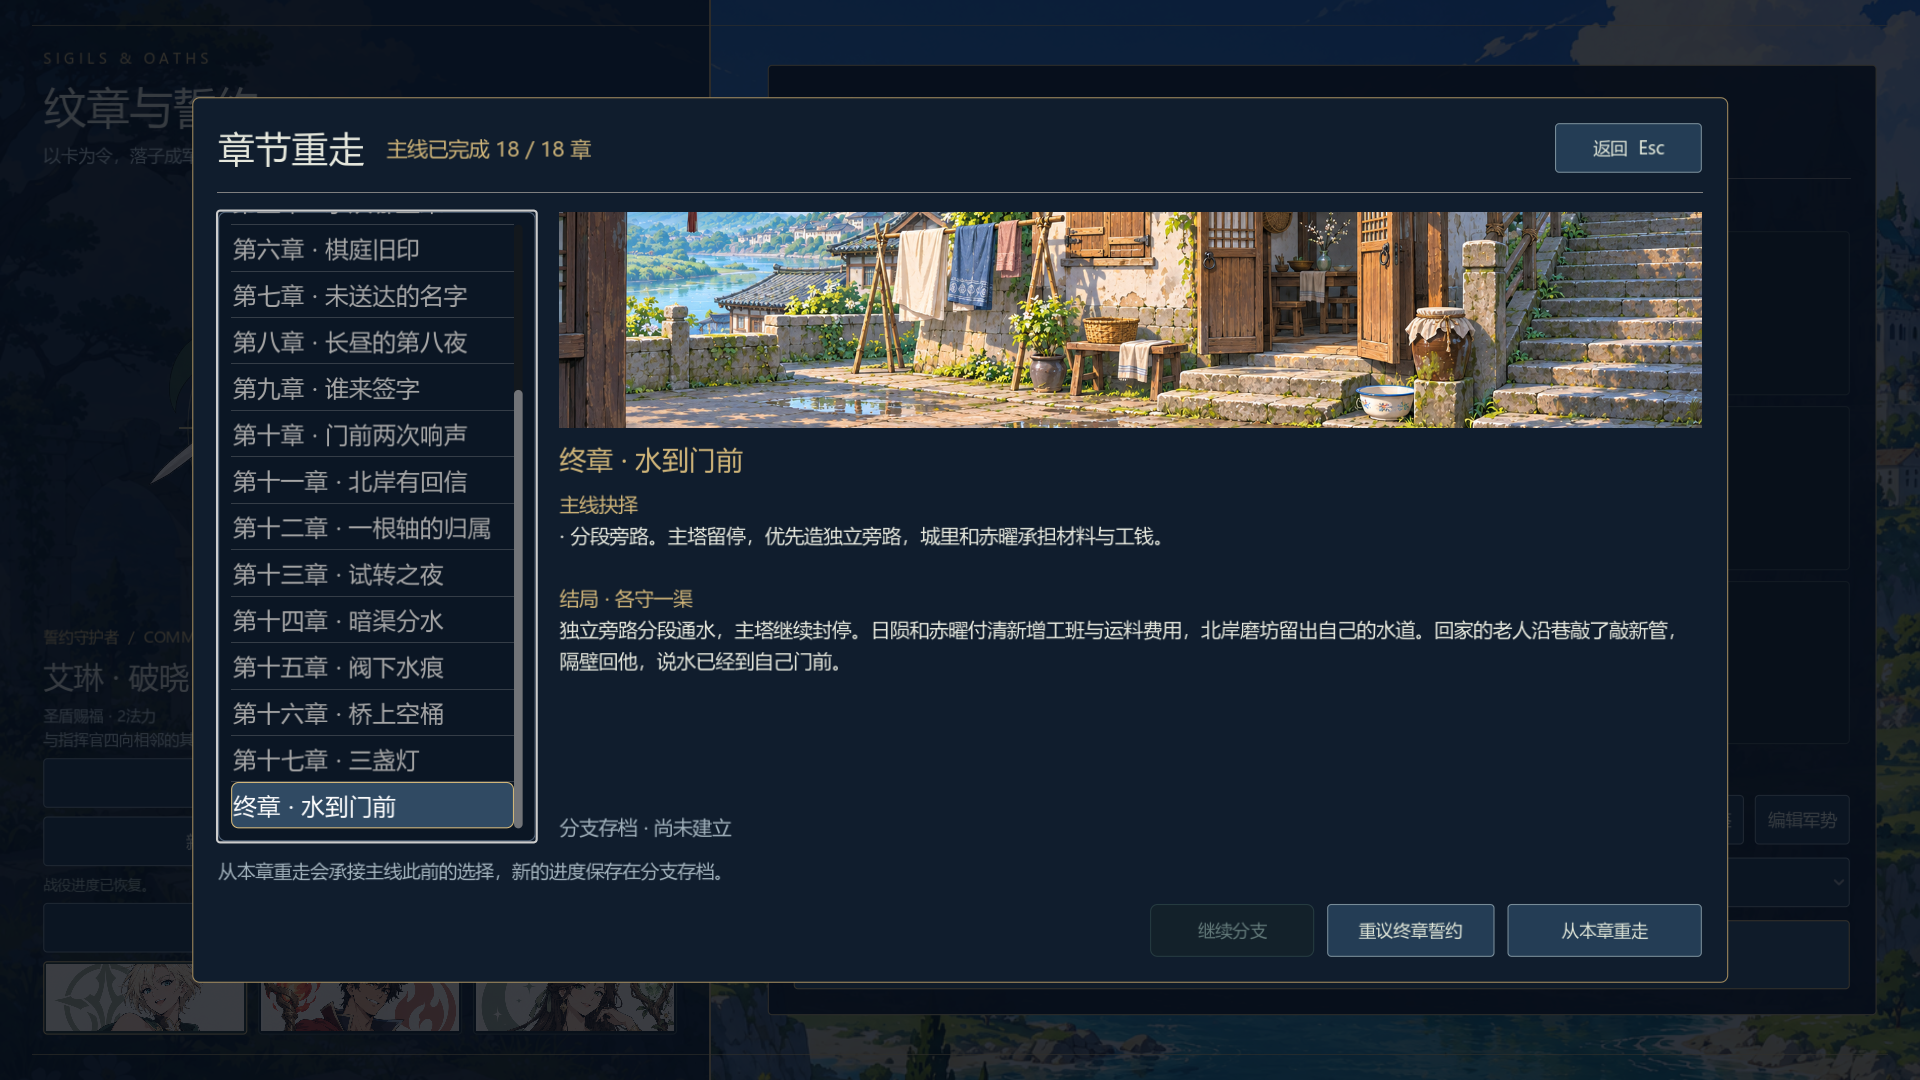 SIGILS & OATHS
纹章与誓约
以卡为令，落子成军
章节重走
主线已完成 18 / 18 章
返回 Esc
第六章 · 棋庭旧印
第七章 · 未送达的名字
第八章 · 长昼的第八夜
第九章 · 谁来签字
第十章 · 门前两次响声
第十一章 · 北岸有回信
第十二章 · 一根轴的归属
第十三章 · 试转之夜
第十四章 · 暗渠分水
第十五章 · 阀下水痕
第十六章 · 桥上空桶
第十七章 · 三盏灯
终章 · 水到门前
终章 · 水到门前
主线抉择
· 分段旁路。主塔留停，优先造独立旁路，城里和赤曜承担材料与工钱。
结局 · 各守一渠
独立旁路分段通水，主塔继续封停。日陨和赤曜付清新增工班与运料费用，北岸磨坊留出自己的水道。回家的老人沿巷敲了敲新管，
隔壁回他，说水已经到自己门前。
分支存档 · 尚未建立
从本章重走会承接主线此前的选择，新的进度保存在分支存档。
继续分支
重议终章誓约
从本章重走
誓约守护者 / COMM
艾琳 · 破晓
圣盾赐福 · 2法力
与指挥官四向相邻的其
战役进度已恢复。
编辑军势